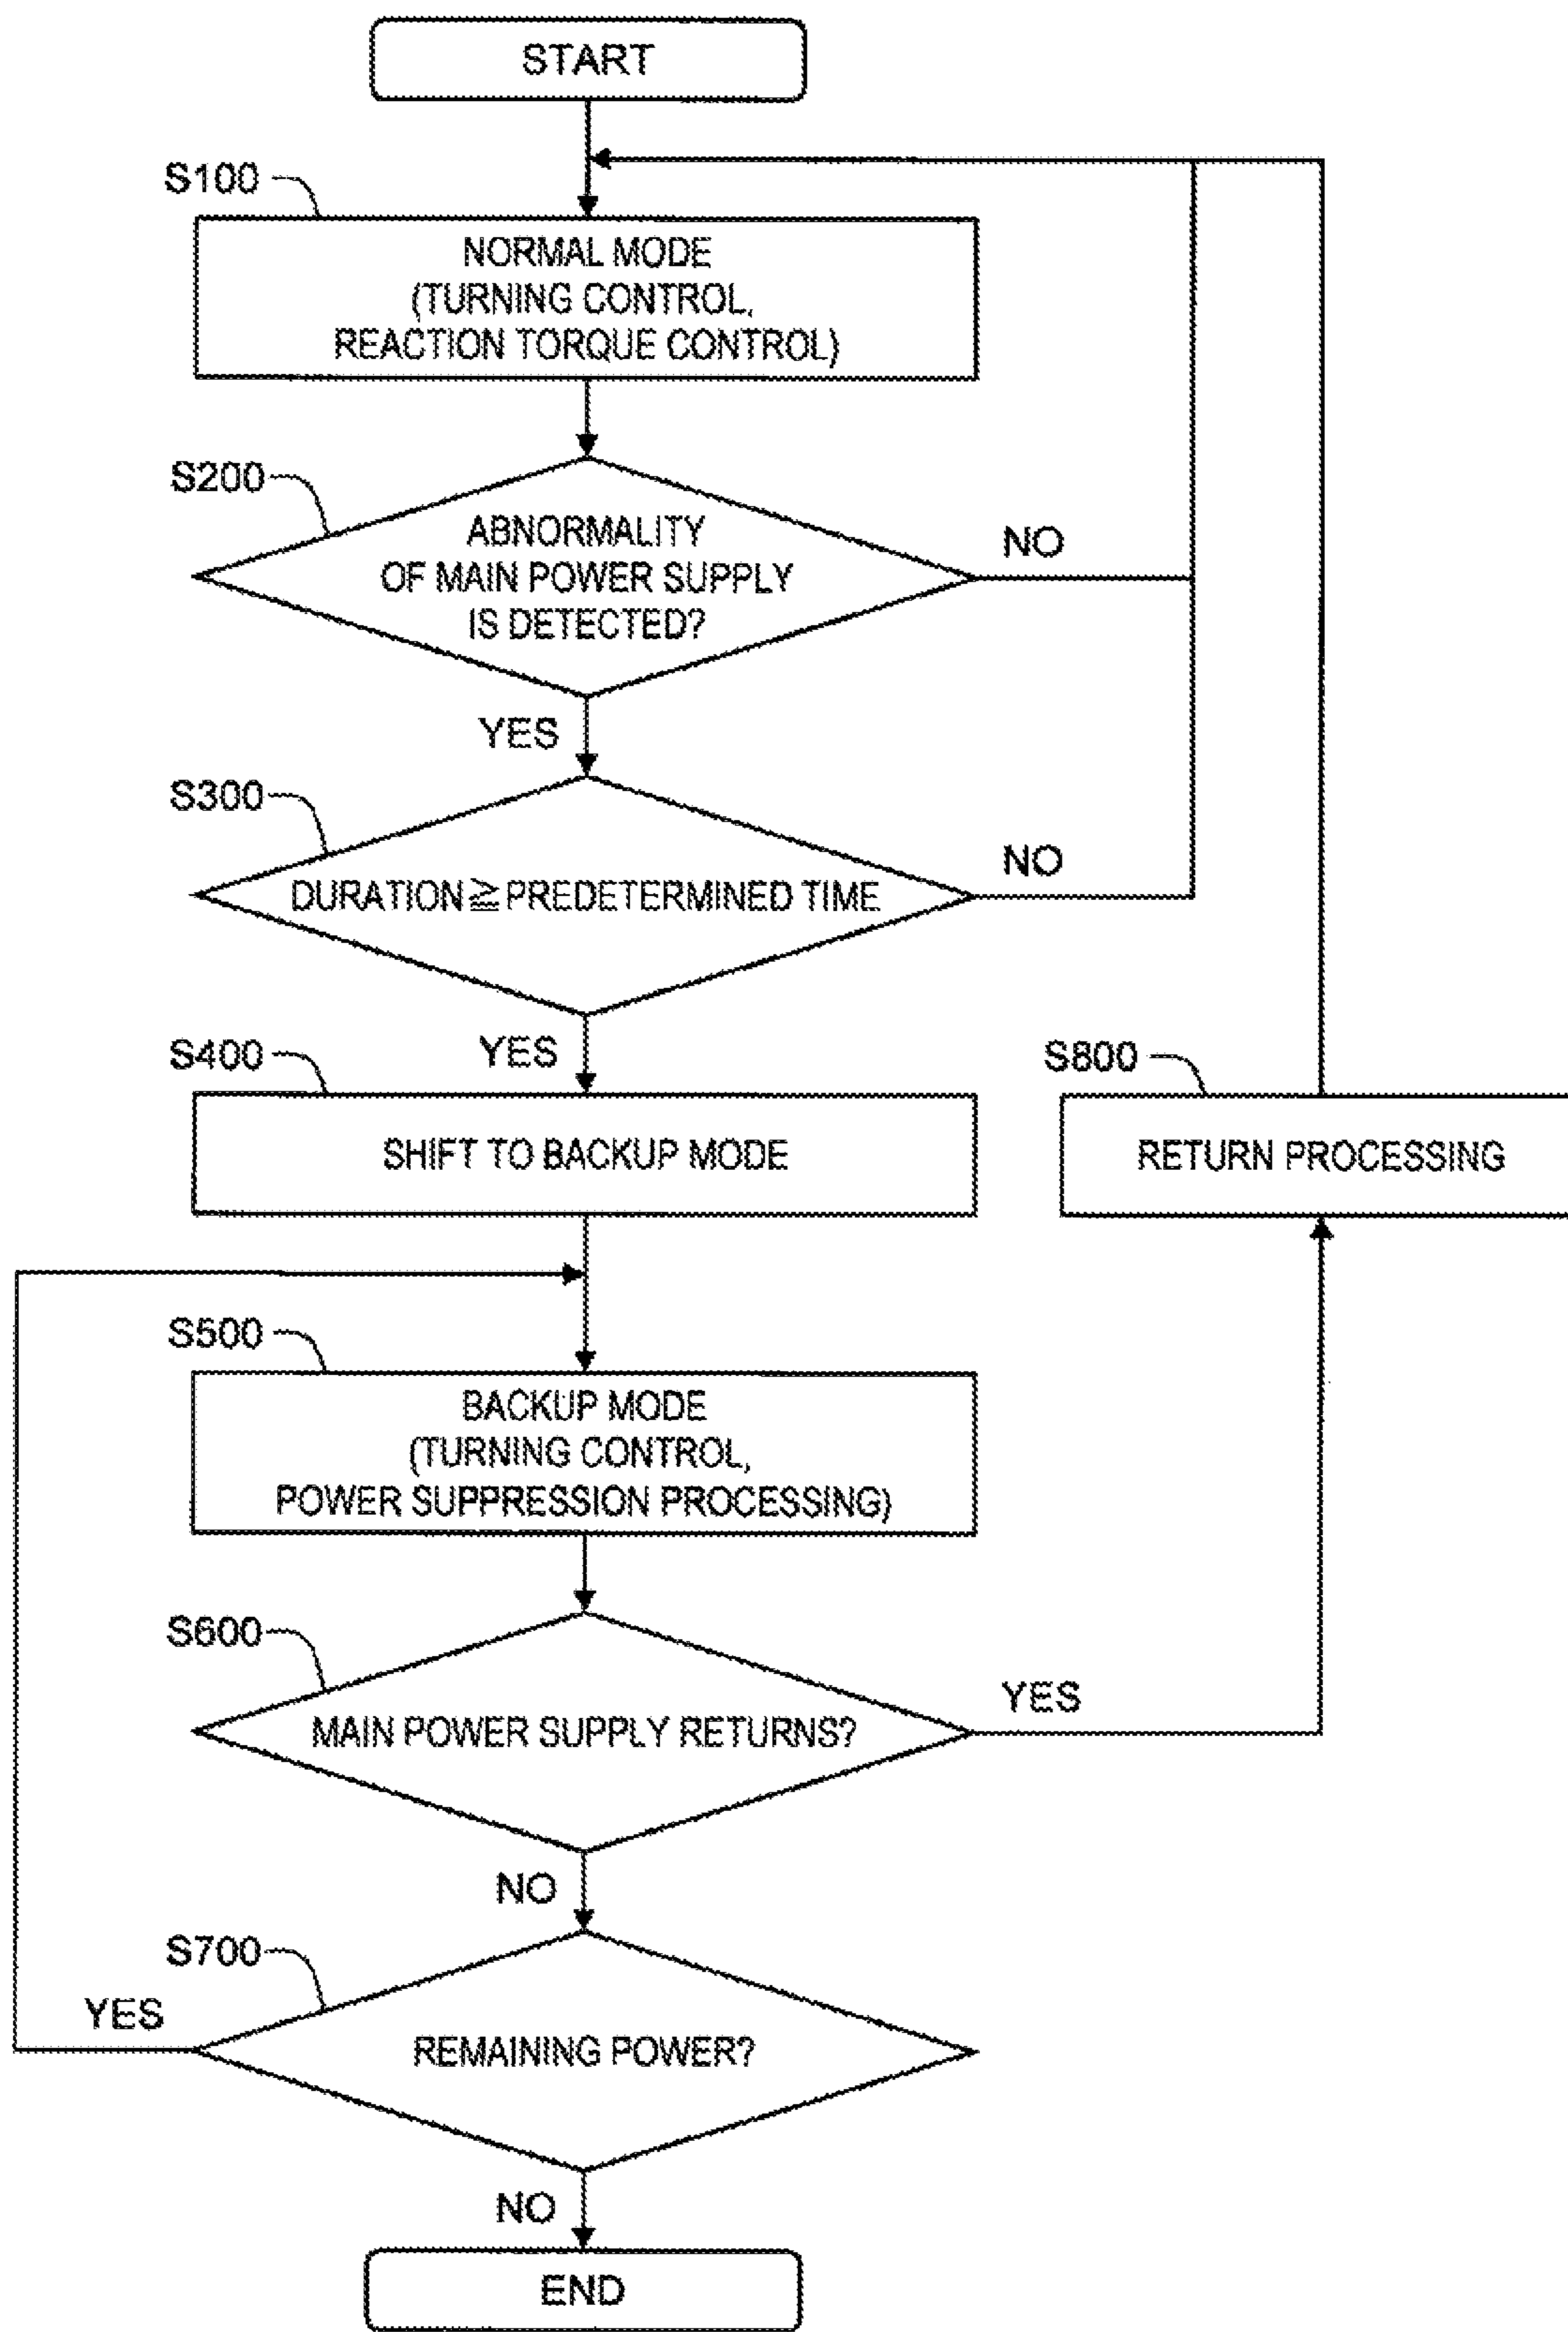 START
S100
NORMAL MODE
(TURNING CONTROL,
REACTION TORQUE CONTROL)
S200
ABNORMALITY
OF MAIN POWER SUPPLY
IS DETECTED?
NO
YES
S300
DURATION ≧ PREDETERMINED TIME
NO
YES
S400
SHIFT TO BACKUP MODE
S800
RETURN PROCESSING
S500
BACKUP MODE
(TURNING CONTROL,
POWER SUPPRESSION PROCESSING)
S600
MAIN POWER SUPPLY RETURNS?
YES
NO
S700
YES
REMAINING POWER?
NO
END